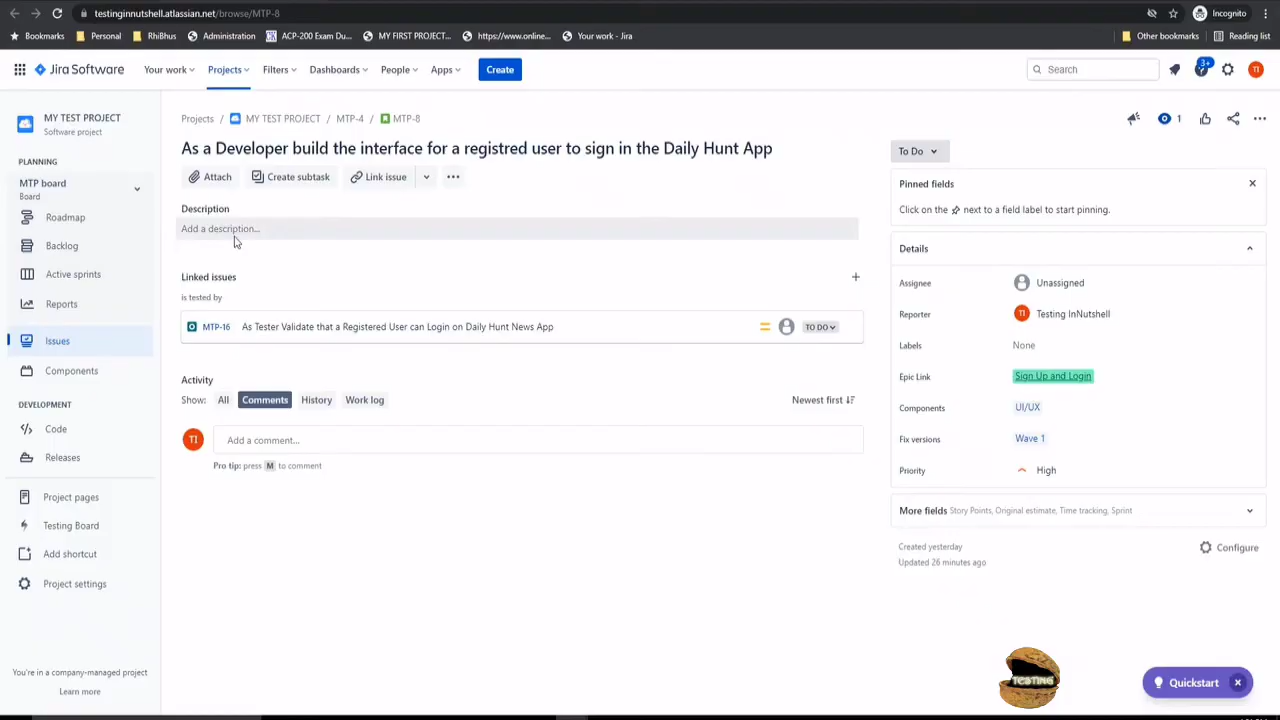 testinginnutshell.atlassian.net/browse/MTP-8
Incognito
Bookmarks Personal RhiBhus Administration ACP-200 Exam Du... MY FIRST PROJECT... https://www.online... Your work - Jira Other bookmarks Reading list
Jira Software Your work Projects Filters Dashboards People Apps Create Search 3+ TI
MY TEST PROJECT
Software project
PLANNING
MTP board
Board
Roadmap
Backlog
Active sprints
Reports
Issues
Components
DEVELOPMENT
Code
Releases
Project pages
Testing Board
Add shortcut
Project settings
You're in a company-managed project
Learn more
Projects / MY TEST PROJECT / MTP-4 / MTP-8
1
As a Developer build the interface for a registred user to sign in the Daily Hunt App
Attach Create subtask Link issue
Description
Add a description...
Linked issues
is tested by
MTP-16 As Tester Validate that a Registered User can Login on Daily Hunt News App TO DO
Activity
Show: All Comments History Work log Newest first
TI Add a comment...
Pro tip: press M to comment
To Do
Pinned fields
Click on the next to a field label to start pinning.
Details
Assignee Unassigned
Reporter TI Testing InNutshell
Labels None
Epic Link Sign Up and Login
Components UI/UX
Fix versions Wave 1
Priority High
More fields Story Points, Original estimate, Time tracking, Sprint
Created yesterday
Updated 26 minutes ago
Configure
TESTING
Quickstart